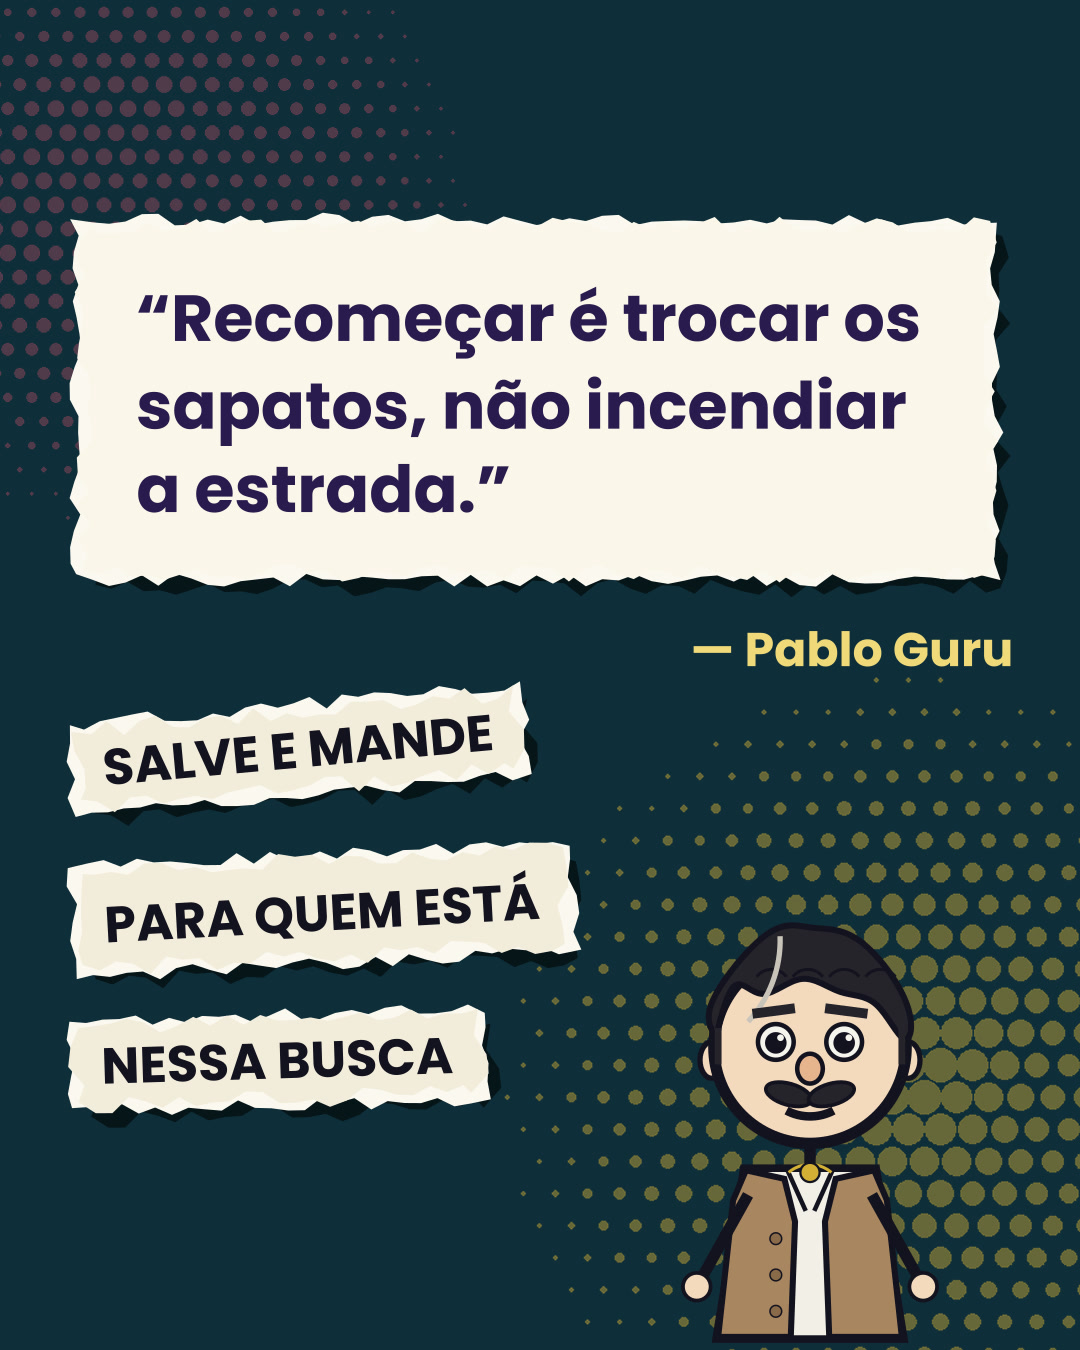 “Recomeçar é trocar os
sapatos, não incendiar
a estrada.”
— Pablo Guru
SALVE E MANDE
PARA QUEM ESTÁ
NESSA BUSCA